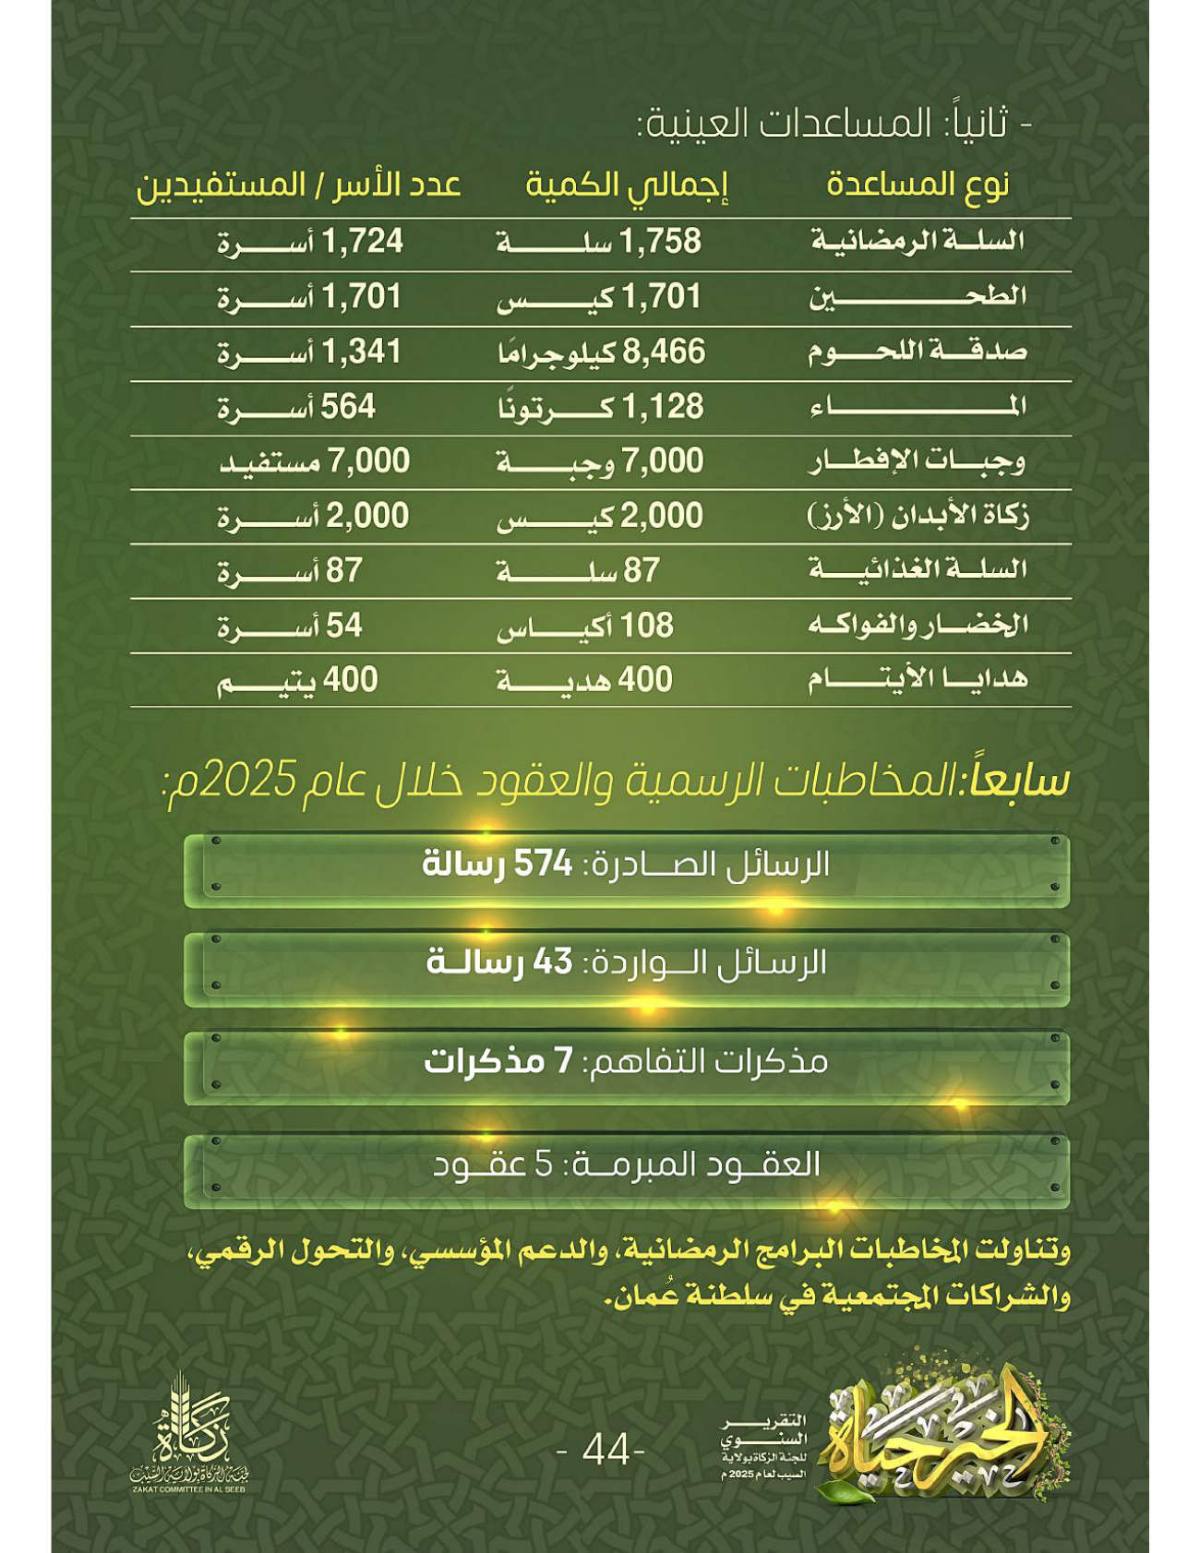 - ثانياً: المساعدات العينية:
نوع المساعدة إجمالي الكمية عدد الأسر / المستفيدين
السلة الرمضانية 1,758 سلة 1,724 أسرة
الطحين 1,701 كيس 1,701 أسرة
صدقة اللحوم 8,466 كيلوجرامًا 1,341 أسرة
الماء 1,128 كرتونًا 564 أسرة
وجبات الإفطار 7,000 وجبة 7,000 مستفيد
زكاة الأبدان (الأرز) 2,000 كيس 2,000 أسرة
السلة الغذائية 87 سلة 87 أسرة
الخضار والفواكه 108 أكياس 54 أسرة
هدايا الأيتام 400 هدية 400 يتيم
سابعاً:المخاطبات الرسمية والعقود خلال عام 2025م:
الرسائل الصادرة: 574 رسالة
الرسائل الواردة: 43 رسالة
مذكرات التفاهم: 7 مذكرات
العقود المبرمة: 5 عقود
وتناولت المخاطبات البرامج الرمضانية، والدعم المؤسسي، والتحول الرقمي،
والشراكات المجتمعية في سلطنة عُمان.
الخير حياة
التقرير
السنوي
للجنة الزكاة بولاية
السيب لعام 2025 م
- 44-
زكاة
لجنة الزكاة بولاية السيب
ZAKAT COMMITTEE IN AL SEEB